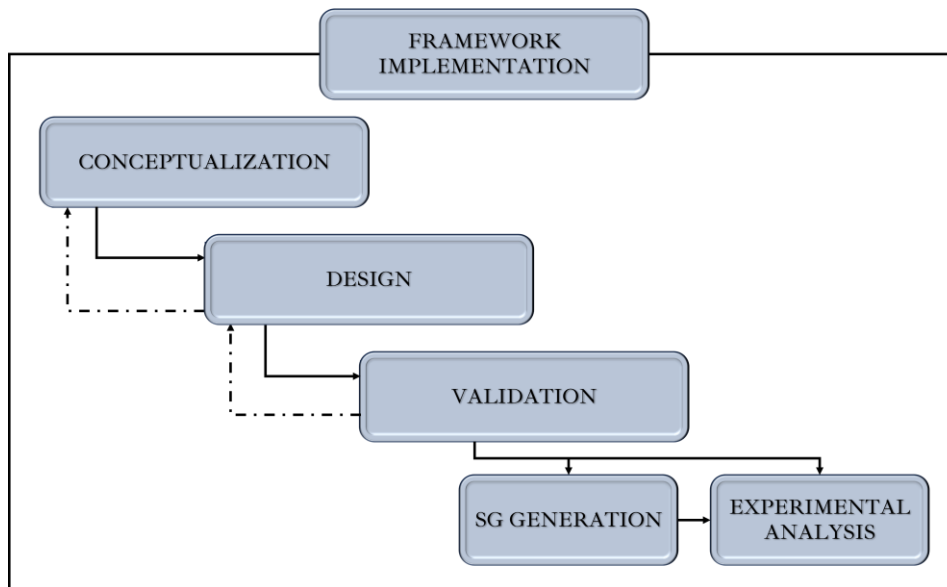 FRAMEWORK
IMPLEMENTATION
CONCEPTUALIZATION
DESIGN
VALIDATION
SG GENERATION
EXPERIMENTAL
ANALYSIS